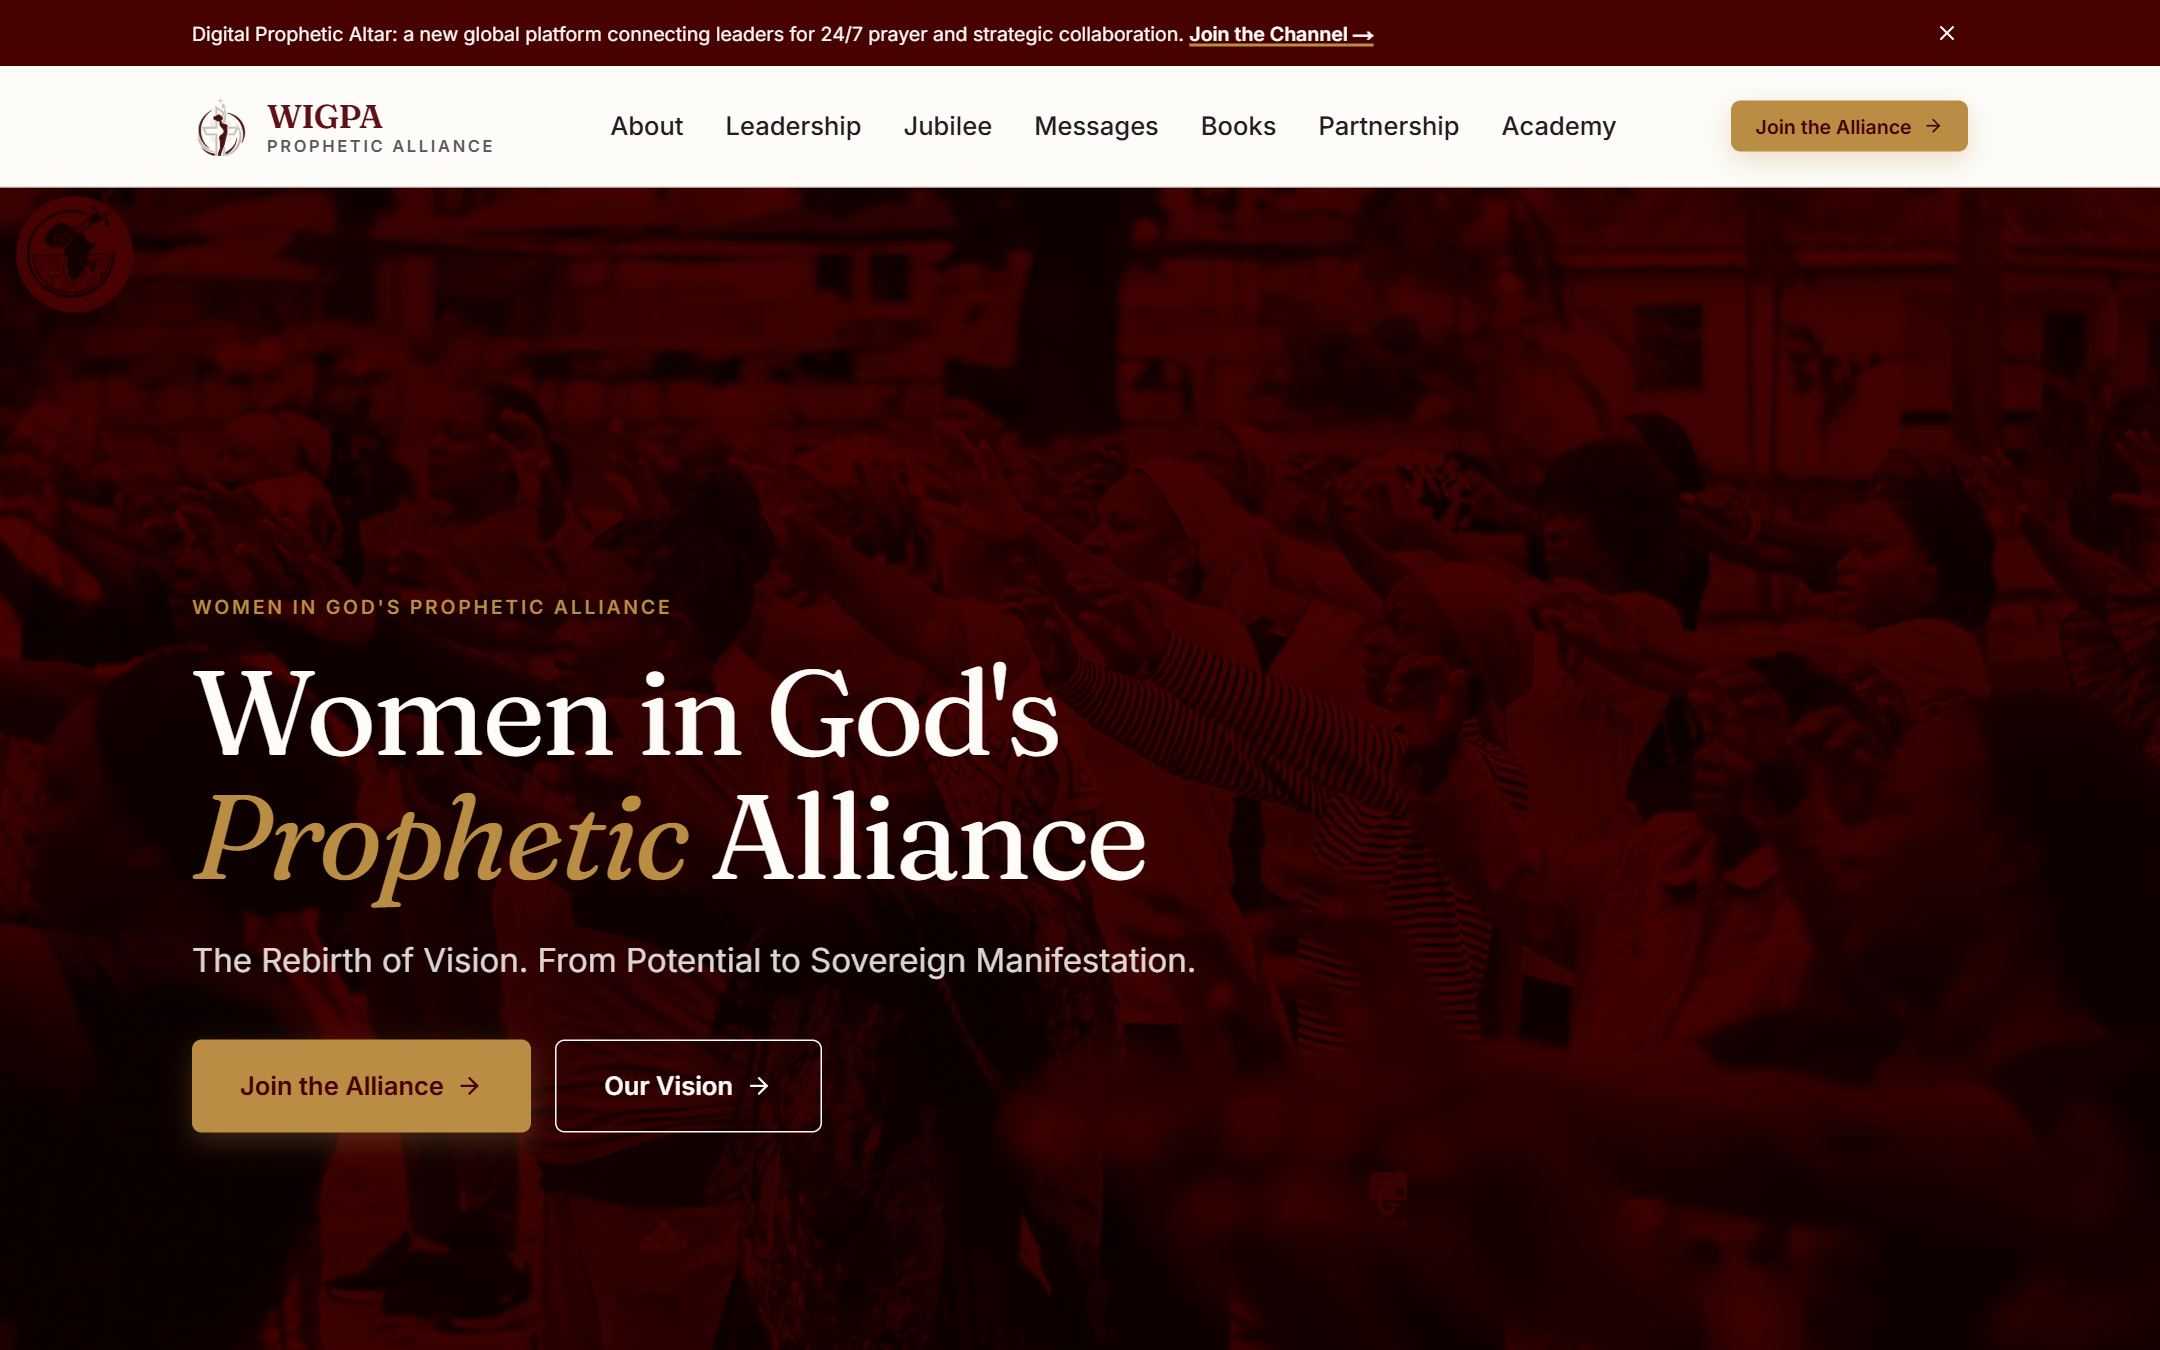 Digital Prophetic Altar: a new global platform connecting leaders for 24/7 prayer and strategic collaboration. Join the Channel →
WIGPA
PROPHETIC ALLIANCE
About Leadership Jubilee Messages Books Partnership Academy
Join the Alliance →
WOMEN IN GOD'S PROPHETIC ALLIANCE
Women in God's
Prophetic Alliance
The Rebirth of Vision. From Potential to Sovereign Manifestation.
Join the Alliance →
Our Vision →